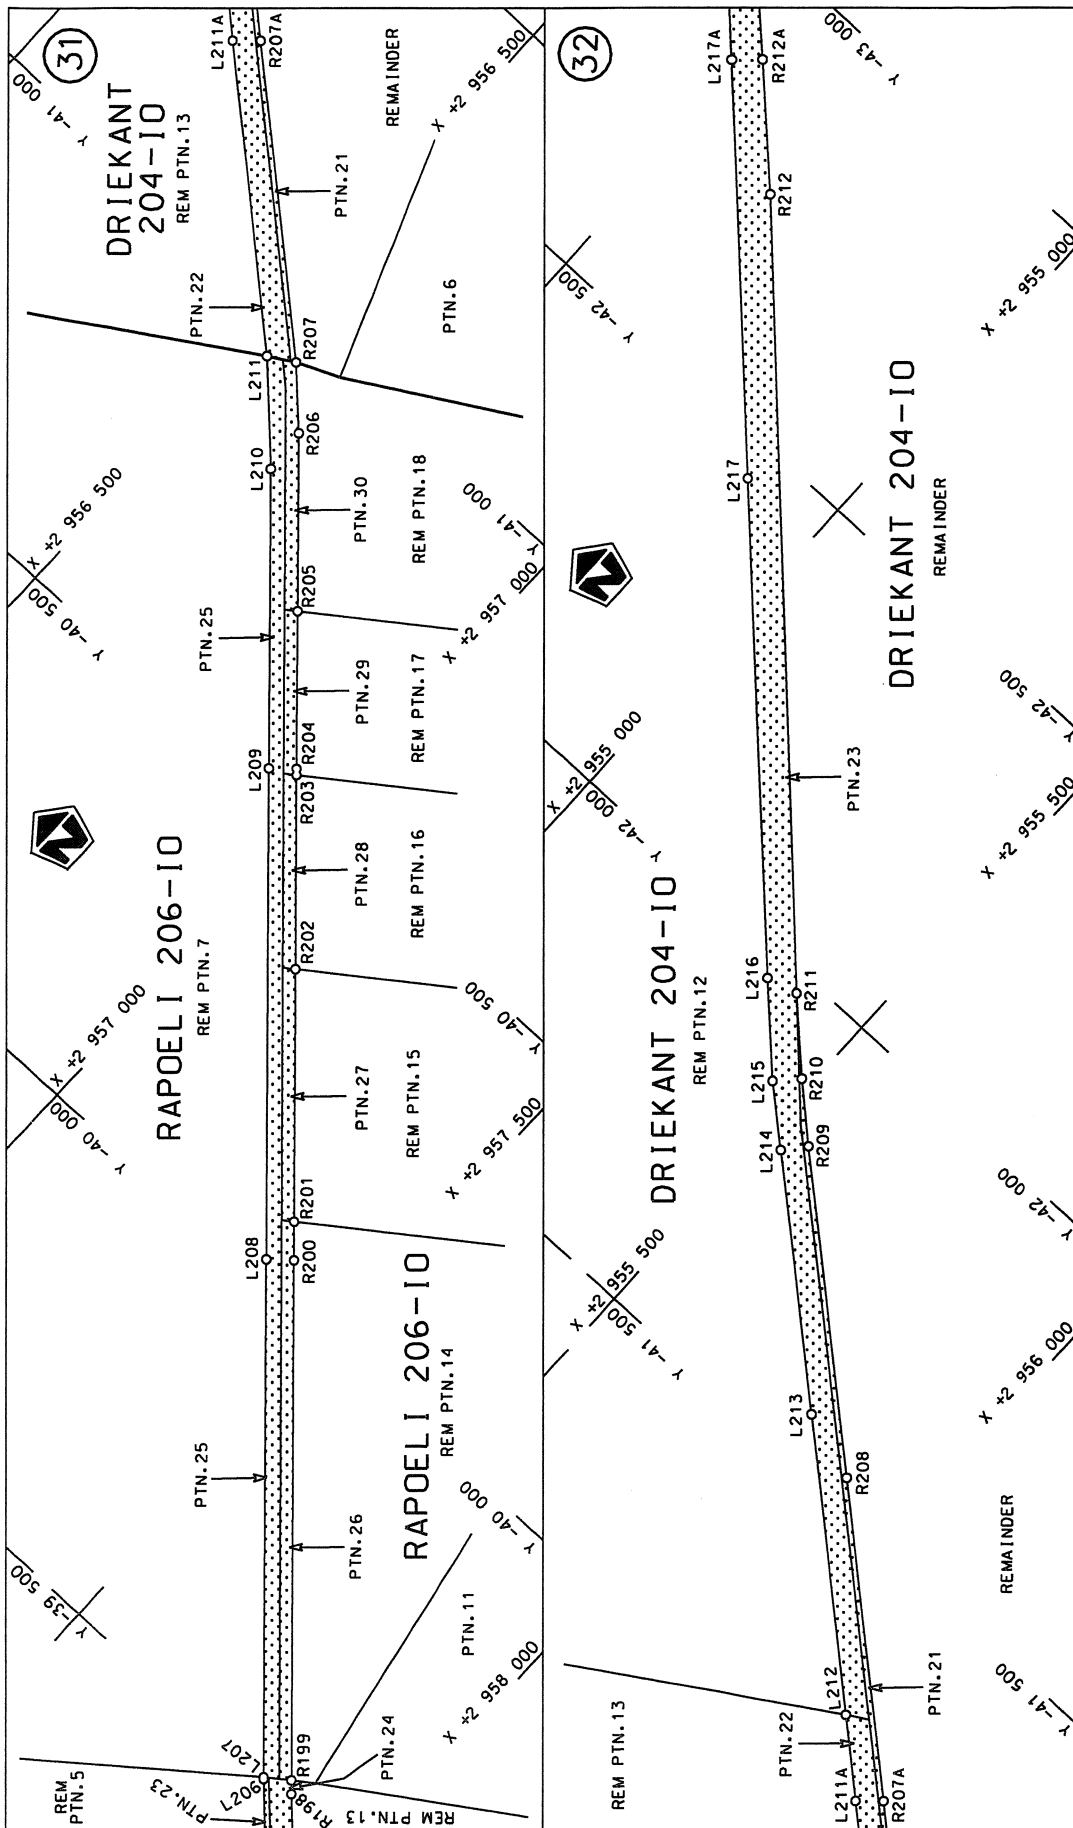 31
Y -41 000
L211A
R207A
DRIEKANT
204-IO
REM PTN.13
REMAINDER
X +2 956 500
PTN.21
PTN.22
PTN.6
L211
R207
R206
L210
X +2 956 500
Y -40 500
PTN.30
REM PTN.18
Y -41 000
R205
X +2 957 000
PTN.25
PTN.29
REM PTN.17
L209
R204
R203
RAPOELI 206-IO
REM PTN.7
PTN.28
REM PTN.16
R202
Y -40 500
X +2 957 000
Y -40 000
PTN.27
REM PTN.15
X +2 957 500
R201
L208
R200
RAPOELI 206-IO
REM PTN.14
PTN.25
PTN.26
Y -40 000
Y -39 500
PTN.11
X +2 958 000
L207
L206
R199
R198
PTN.24
PTN.23
REM
PTN.5
REM PTN.13
32
Y -43 000
L217A
R212A
R212
Y -42 500
X +2 955 000
L217
DRIEKANT 204-IO
REMAINDER
X +2 955 000
Y -42 000
Y -42 500
PTN.23
X +2 955 500
DRIEKANT 204-IO
REM PTN.12
L216
R211
L215
R210
L214
R209
Y -42 000
X +2 955 500
Y -41 500
X +2 956 000
L213
R208
REMAINDER
L212
PTN.21
Y -41 500
REM PTN.13
PTN.22
L211A
R207A